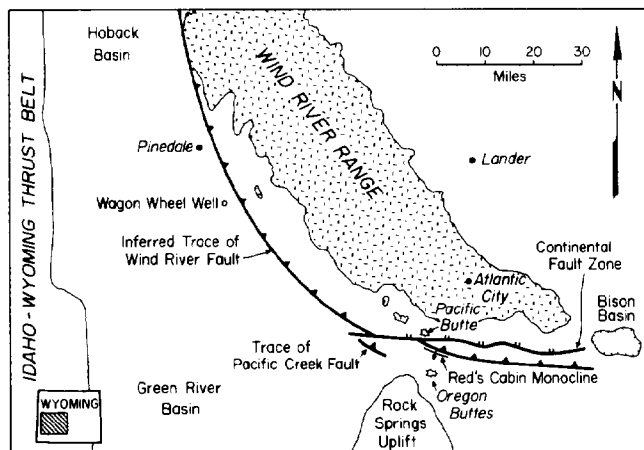 Hoback
Basin
0 10 20 30
Miles
N
WIND RIVER RANGE
IDAHO-WYOMING THRUST BELT
Pinedale
Lander
Wagon Wheel Well
Inferred Trace of
Wind River Fault
Continental
Fault Zone
Atlantic
City
Bison
Basin
Pacific
Butte
Trace of
Pacific Creek Fault
Red's Cabin Monocline
Oregon
Buttes
Green River
Basin
WYOMING
Rock
Springs
Uplift